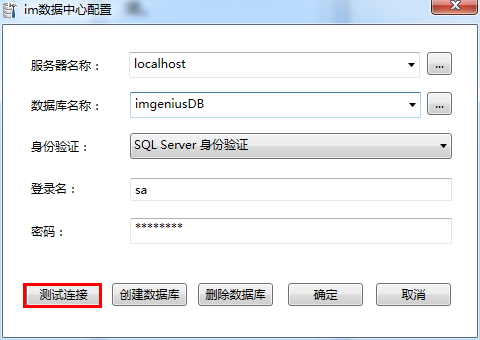 im数据中心配置
服务器名称： localhost ...
数据库名称： imgeniusDB ...
身份验证： SQL Server 身份验证
登录名： sa
密码： ********
测试连接 创建数据库 删除数据库 确定 取消